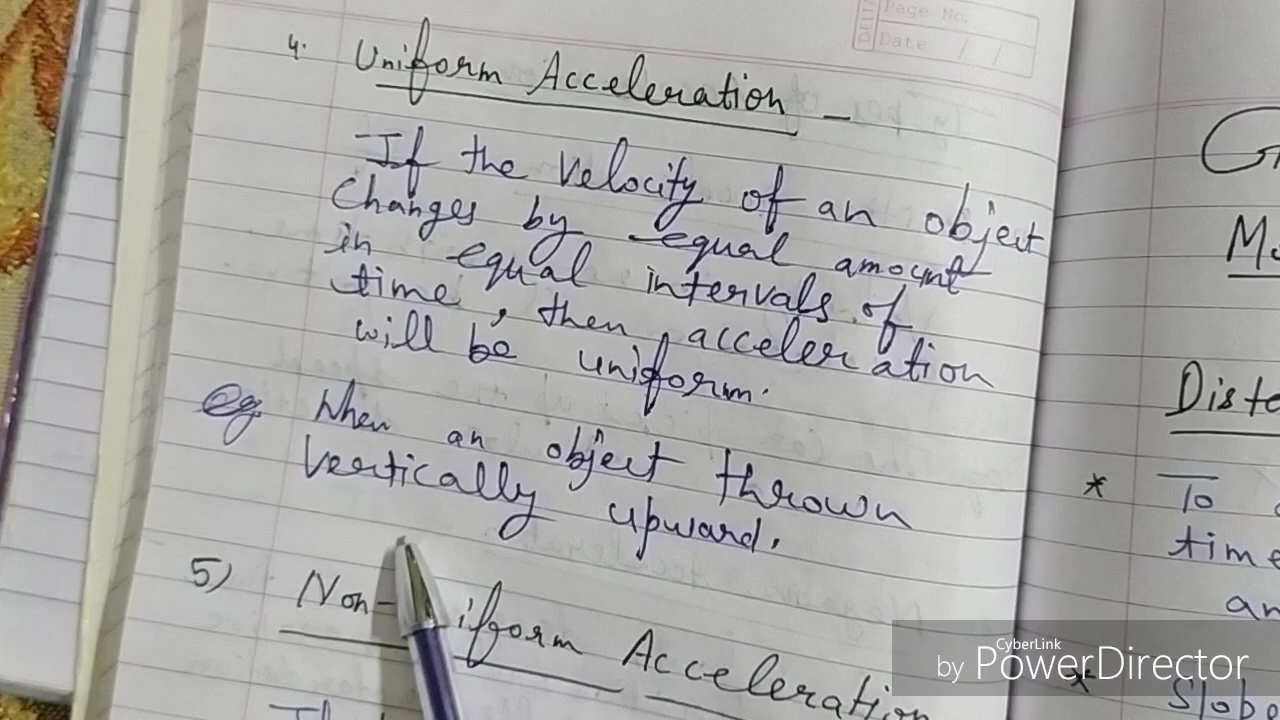 Page No.
Date / /
4. Uniform Acceleration -
If the Velocity of an object
Changes by equal amount
in equal intervals of
time, then acceleration
will be uniform.
eg. When an object thrown
vertically upward.
5) Non- iform Acceleration
Disto
* To
time
an
* Slope
CyberLink
by PowerDirector